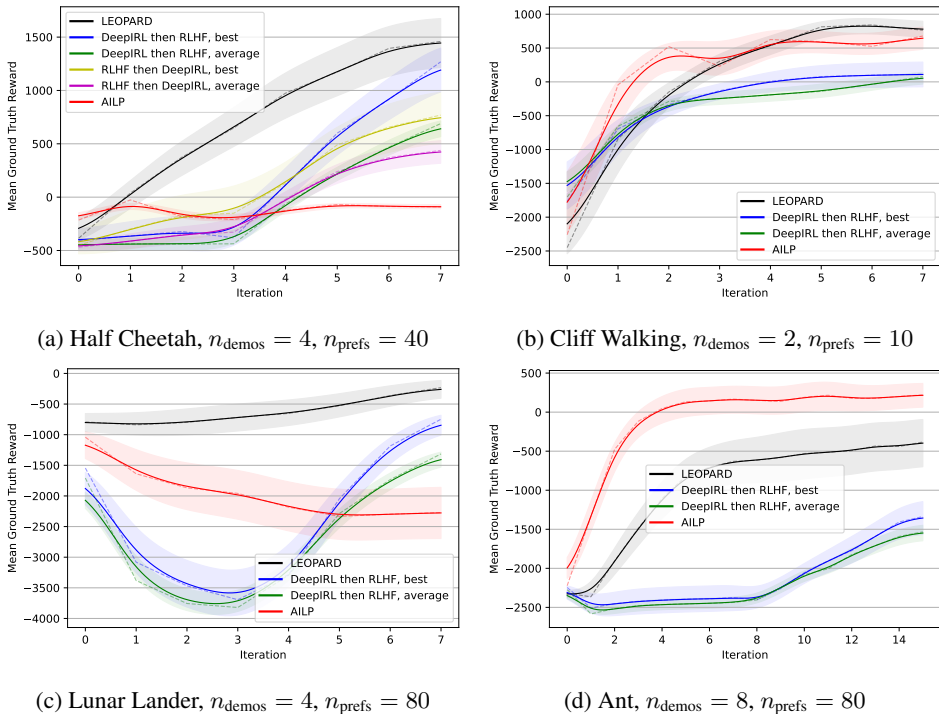 Mean Ground Truth Reward
1500
1000
500
0
−500
LEOPARD
DeepIRL then RLHF, best
DeepIRL then RLHF, average
RLHF then DeepIRL, best
RLHF then DeepIRL, average
AILP
0 1 2 3 4 5 6 7
Iteration
(a) Half Cheetah, n_demos = 4, n_prefs = 40
Mean Ground Truth Reward
1000
500
0
−500
−1000
−1500
−2000
−2500
LEOPARD
DeepIRL then RLHF, best
DeepIRL then RLHF, average
AILP
0 1 2 3 4 5 6 7
Iteration
(b) Cliff Walking, n_demos = 2, n_prefs = 10
Mean Ground Truth Reward
0
−500
−1000
−1500
−2000
−2500
−3000
−3500
−4000
LEOPARD
DeepIRL then RLHF, best
DeepIRL then RLHF, average
AILP
0 1 2 3 4 5 6 7
Iteration
(c) Lunar Lander, n_demos = 4, n_prefs = 80
Mean Ground Truth Reward
500
0
−500
−1000
−1500
−2000
−2500
LEOPARD
DeepIRL then RLHF, best
DeepIRL then RLHF, average
AILP
0 2 4 6 8 10 12 14
Iteration
(d) Ant, n_demos = 8, n_prefs = 80